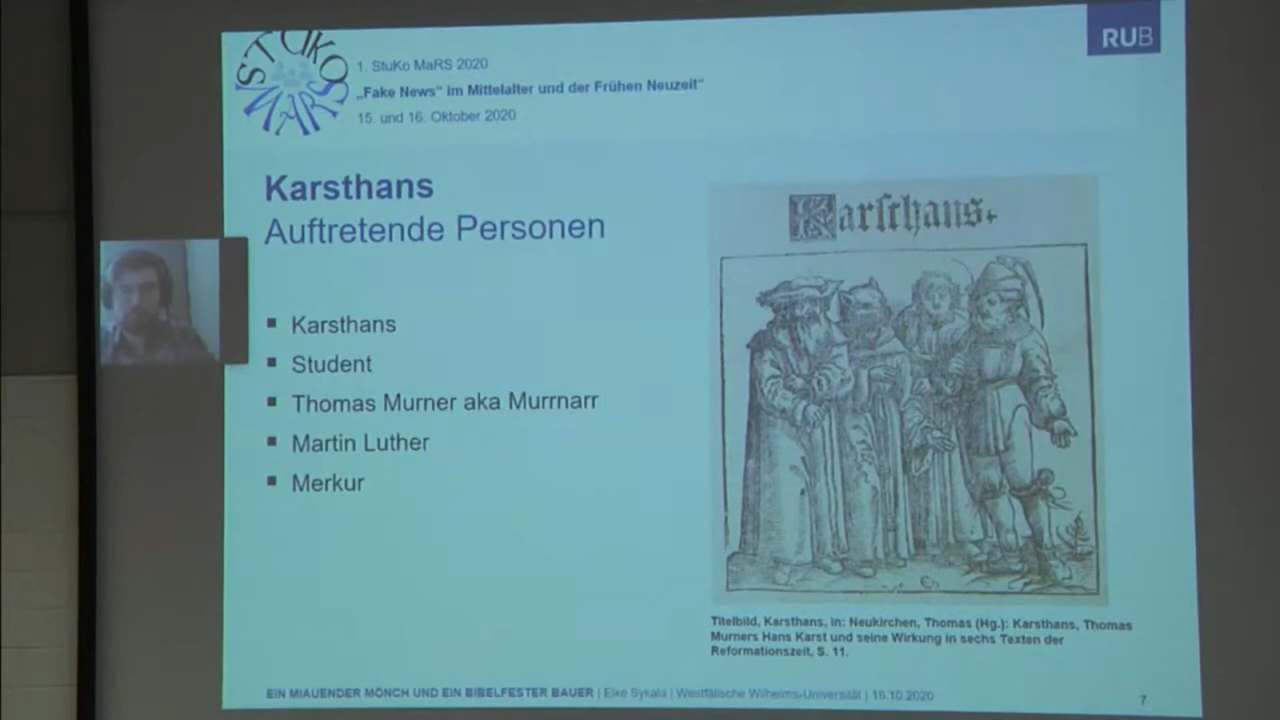 STUKO
MARS
RUB
1. StuKo MaRS 2020
„Fake News“ im Mittelalter und der Frühen Neuzeit“
15. und 16. Oktober 2020
Karsthans
Auftretende Personen
▪ Karsthans
▪ Student
▪ Thomas Murner aka Murrnarr
▪ Martin Luther
▪ Merkur
Karsthans.
Titelbild, Karsthans, in: Neukirchen, Thomas (Hg.): Karsthans, Thomas
Murners Hans Karst und seine Wirkung in sechs Texten der
Reformationszeit, S. 11.
EIN MIAUENDER MÖNCH UND EIN BIBELFESTER BAUER | Eike Sykala | Westfälische Wilhelms-Universität | 16.10.2020
7